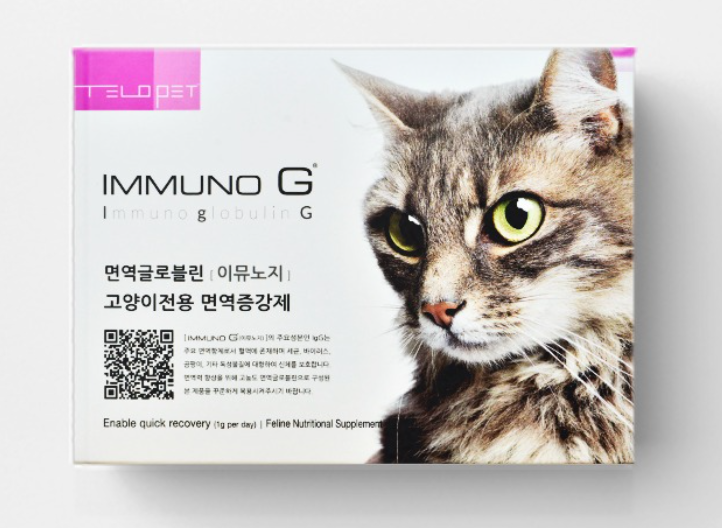 TELOPET
IMMUNO G®
Immuno globulin G
면역글로블린 [ 이뮤노지 ]
고양이전용 면역증강제
[ IMMUNO G(이뮤노지) ]의 주요성분인 IgG는
주요 면역항체로서 혈액에 존재하며 세균, 바이러스,
곰팡이, 기타 독성물질에 대항하여 신체를 보호합니다.
면역력 향상을 위해 고농도 면역글로블린으로 구성된
본 제품을 꾸준하게 복용시켜주시기 바랍니다.
Enable quick recovery (1g per day) | Feline Nutritional Supplement